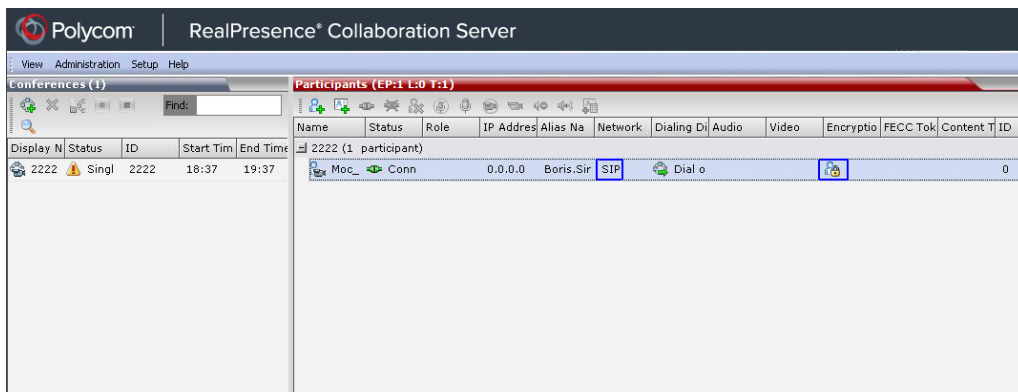 Polycom RealPresence® Collaboration Server
View Administration Setup Help
Conferences (1)
Find:
Display N Status ID Start Tim End Time
2222 Singl 2222 18:37 19:37
Participants (EP:1 L:0 T:1)
Name Status Role IP Addres Alias Na Network Dialing Di Audio Video Encryptio FECC Tok Content T ID
2222 (1 participant)
Moc_ Conn 0.0.0.0 Boris.Sir SIP Dial o 0